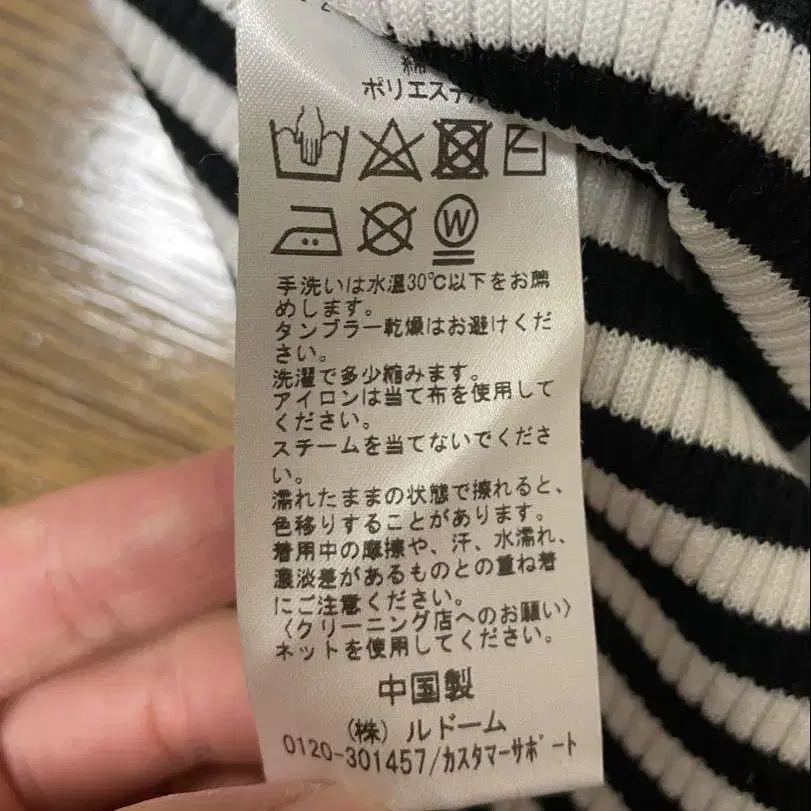 綿
ポリエステル
W
手洗いは水温30℃以下をお薦
めします。
タンブラー乾燥はお避けくだ
さい。
洗濯で多少縮みます。
アイロンは当て布を使用して
ください。
スチームを当てないでくださ
い。
濡れたままの状態で擦れると、
色移りすることがあります。
着用中の摩擦や、汗、水濡れ、
濃淡差があるものとの重ね着
にご注意ください。
〈クリーニング店へのお願い〉
ネットを使用してください。
中国製
(株) ルドーム
0120-301457/カスタマーサポート